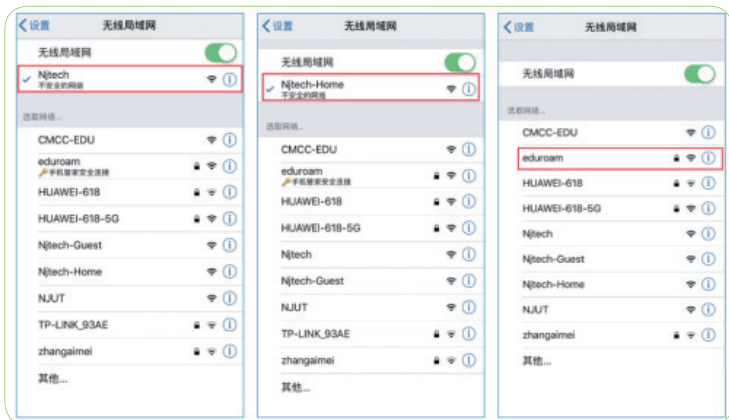 设置
无线局域网
无线局域网
Njtech
不安全的网络
选取网络...
CMCC-EDU
eduroam
手机管家安全连接
HUAWEI-618
HUAWEI-618-5G
Njtech-Guest
Njtech-Home
NJUT
TP-LINK_93AE
zhangaimei
其他...
设置
无线局域网
无线局域网
Njtech-Home
不安全的网络
选取网络...
CMCC-EDU
eduroam
手机管家安全连接
HUAWEI-618
HUAWEI-618-5G
Njtech
Njtech-Guest
NJUT
TP-LINK_93AE
zhangaimei
其他...
设置
无线局域网
无线局域网
选取网络...
CMCC-EDU
eduroam
HUAWEI-618
HUAWEI-618-5G
Njtech
Njtech-Guest
Njtech-Home
NJUT
zhangaimei
其他...